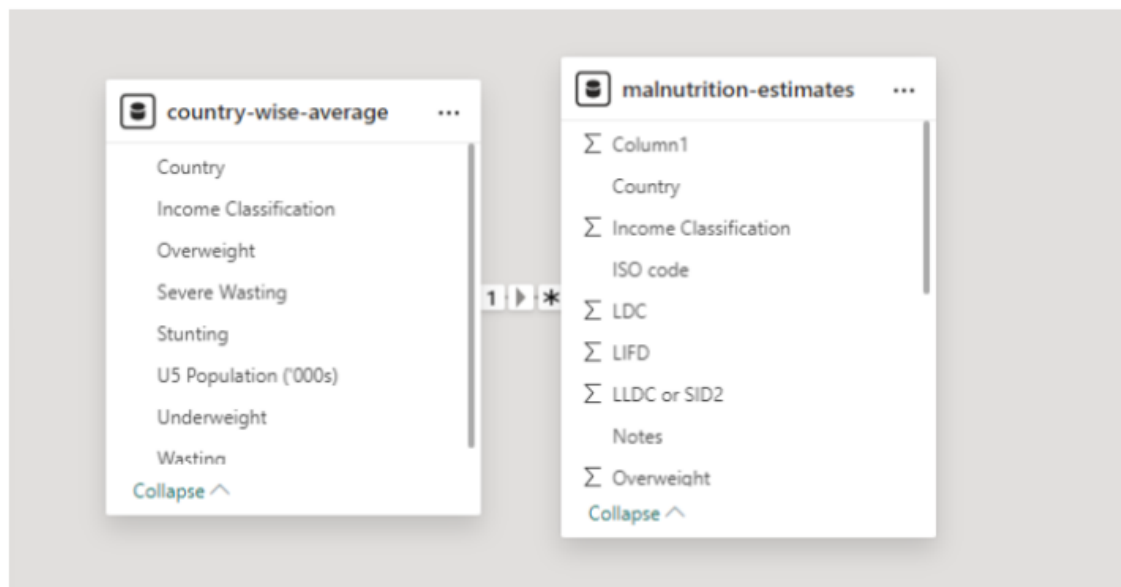 country-wise-average
Country
Income Classification
Overweight
Severe Wasting
Stunting
U5 Population ('000s)
Underweight
Wasting
Collapse
1
*
malnutrition-estimates
Σ Column1
Country
Σ Income Classification
ISO code
Σ LDC
Σ LIFD
Σ LLDC or SID2
Notes
Σ Overweight
Collapse